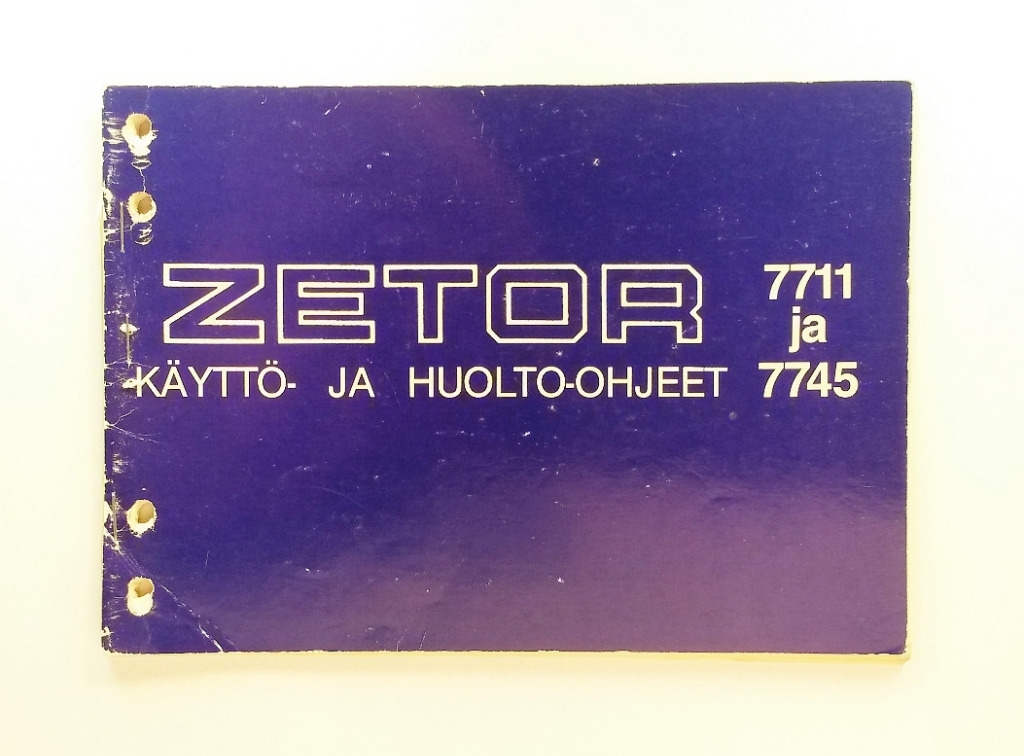 ZETOR
KÄYTTÖ- JA HUOLTO-OHJEET
7711
ja
7745